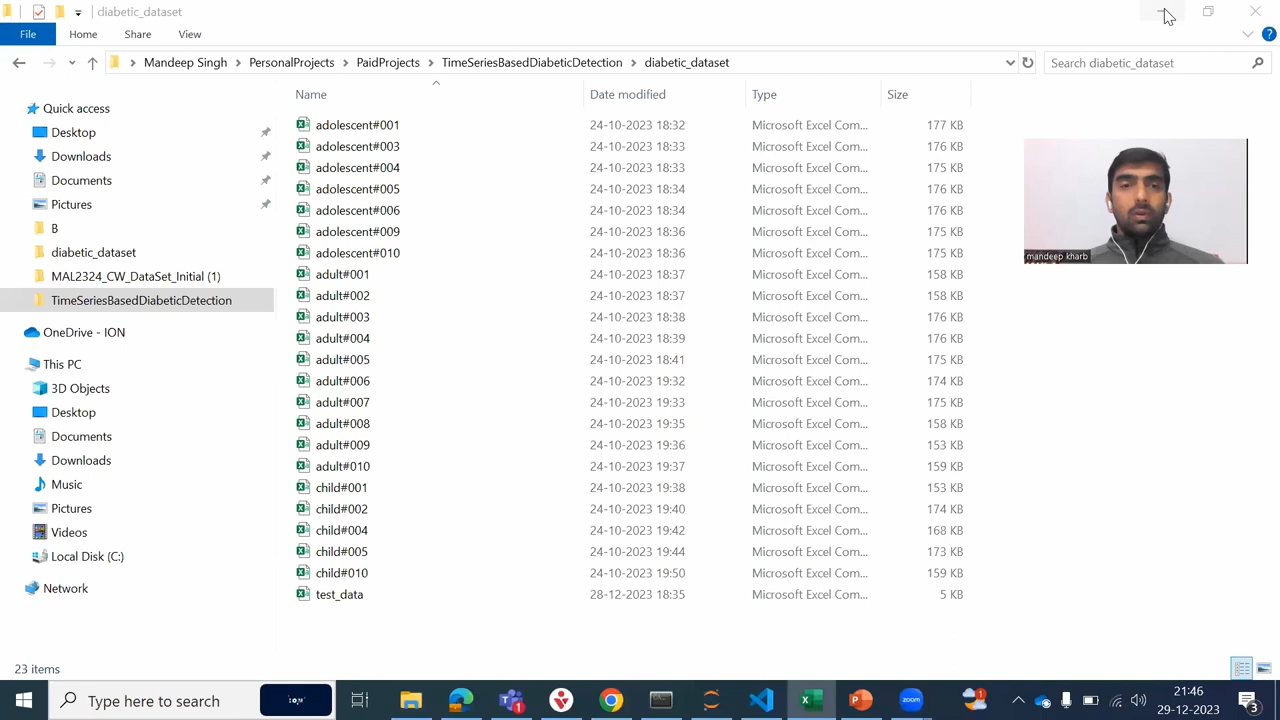 diabetic_dataset
File Home Share View
Mandeep Singh PersonalProjects PaidProjects TimeSeriesBasedDiabeticDetection diabetic_dataset
Search diabetic_dataset
Name Date modified Type Size
Quick access
Desktop
Downloads
Documents
Pictures
B
diabetic_dataset
MAL2324_CW_DataSet_Initial (1)
TimeSeriesBasedDiabeticDetection
OneDrive - ION
This PC
3D Objects
Desktop
Documents
Downloads
Music
Pictures
Videos
Local Disk (C:)
Network
adolescent#001 24-10-2023 18:32 Microsoft Excel Com... 177 KB
adolescent#003 24-10-2023 18:33 Microsoft Excel Com... 176 KB
adolescent#004 24-10-2023 18:33 Microsoft Excel Com... 175 KB
adolescent#005 24-10-2023 18:34 Microsoft Excel Com... 176 KB
adolescent#006 24-10-2023 18:34 Microsoft Excel Com... 176 KB
adolescent#009 24-10-2023 18:36 Microsoft Excel Com... 175 KB
adolescent#010 24-10-2023 18:36 Microsoft Excel Com... 175 KB
adult#001 24-10-2023 18:37 Microsoft Excel Com... 158 KB
adult#002 24-10-2023 18:37 Microsoft Excel Com... 158 KB
adult#003 24-10-2023 18:38 Microsoft Excel Com... 176 KB
adult#004 24-10-2023 18:39 Microsoft Excel Com... 176 KB
adult#005 24-10-2023 18:41 Microsoft Excel Com... 175 KB
adult#006 24-10-2023 19:32 Microsoft Excel Com... 174 KB
adult#007 24-10-2023 19:33 Microsoft Excel Com... 175 KB
adult#008 24-10-2023 19:35 Microsoft Excel Com... 158 KB
adult#009 24-10-2023 19:36 Microsoft Excel Com... 153 KB
adult#010 24-10-2023 19:37 Microsoft Excel Com... 159 KB
child#001 24-10-2023 19:38 Microsoft Excel Com... 153 KB
child#002 24-10-2023 19:40 Microsoft Excel Com... 174 KB
child#004 24-10-2023 19:42 Microsoft Excel Com... 168 KB
child#005 24-10-2023 19:44 Microsoft Excel Com... 173 KB
child#010 24-10-2023 19:50 Microsoft Excel Com... 159 KB
test_data 28-12-2023 18:35 Microsoft Excel Com... 5 KB
mandeep kharb
23 items
Type here to search
zoom
1
21:46
29-12-2023
3